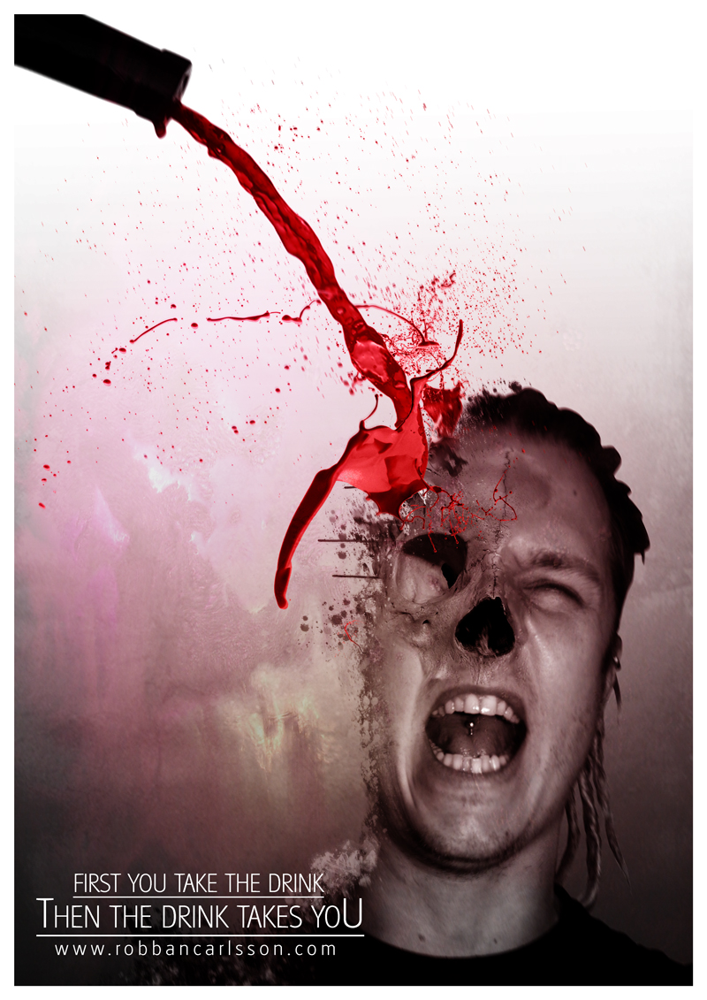 FIRST YOU TAKE THE DRINK
THEN THE DRINK TAKES YOU
www.robbancarlsson.com